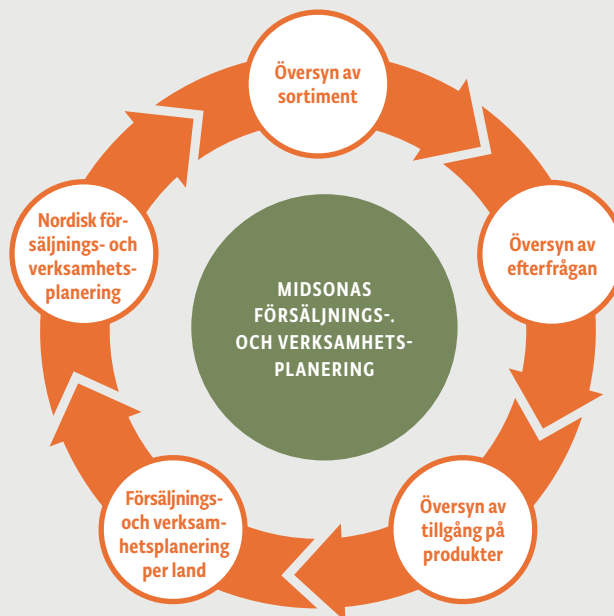 Översyn av
sortiment
Översyn av
efterfrågan
Översyn av
tillgång på
produkter
Försäljnings-
och verksam-
hetsplanering
per land
Nordisk för-
säljnings- och
verksamhets-
planering
MIDSONAS
FÖRSÄLJNINGS-.
OCH VERKSAMHETS-
PLANERING